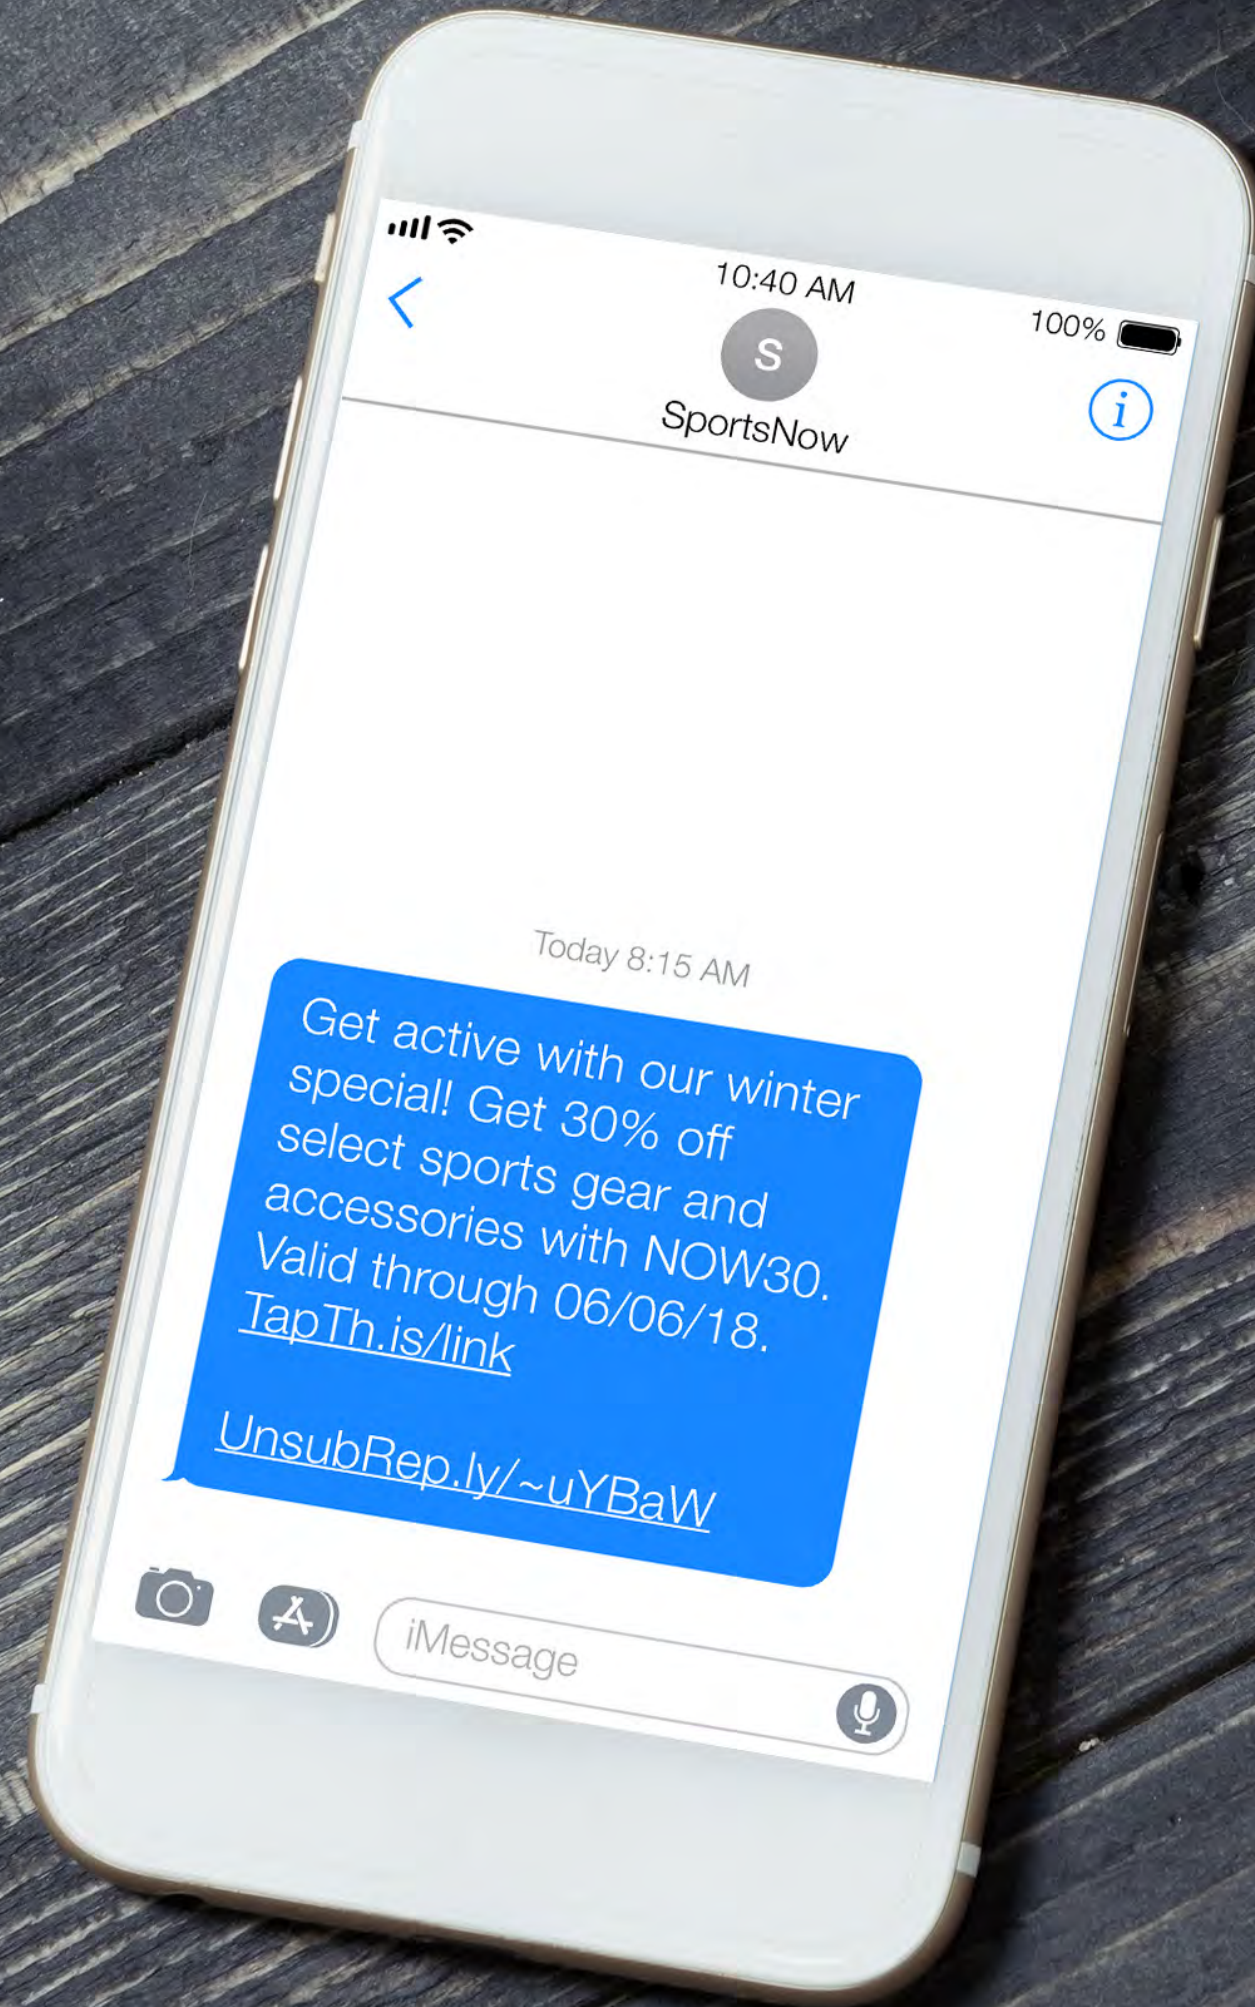 10:40 AM
100%
S
i
SportsNow
Today 8:15 AM
Get active with our winter
special! Get 30% off
select sports gear and
accessories with NOW30.
Valid through 06/06/18.
TapTh.is/link
UnsubRep.ly/~uYBaW
iMessage